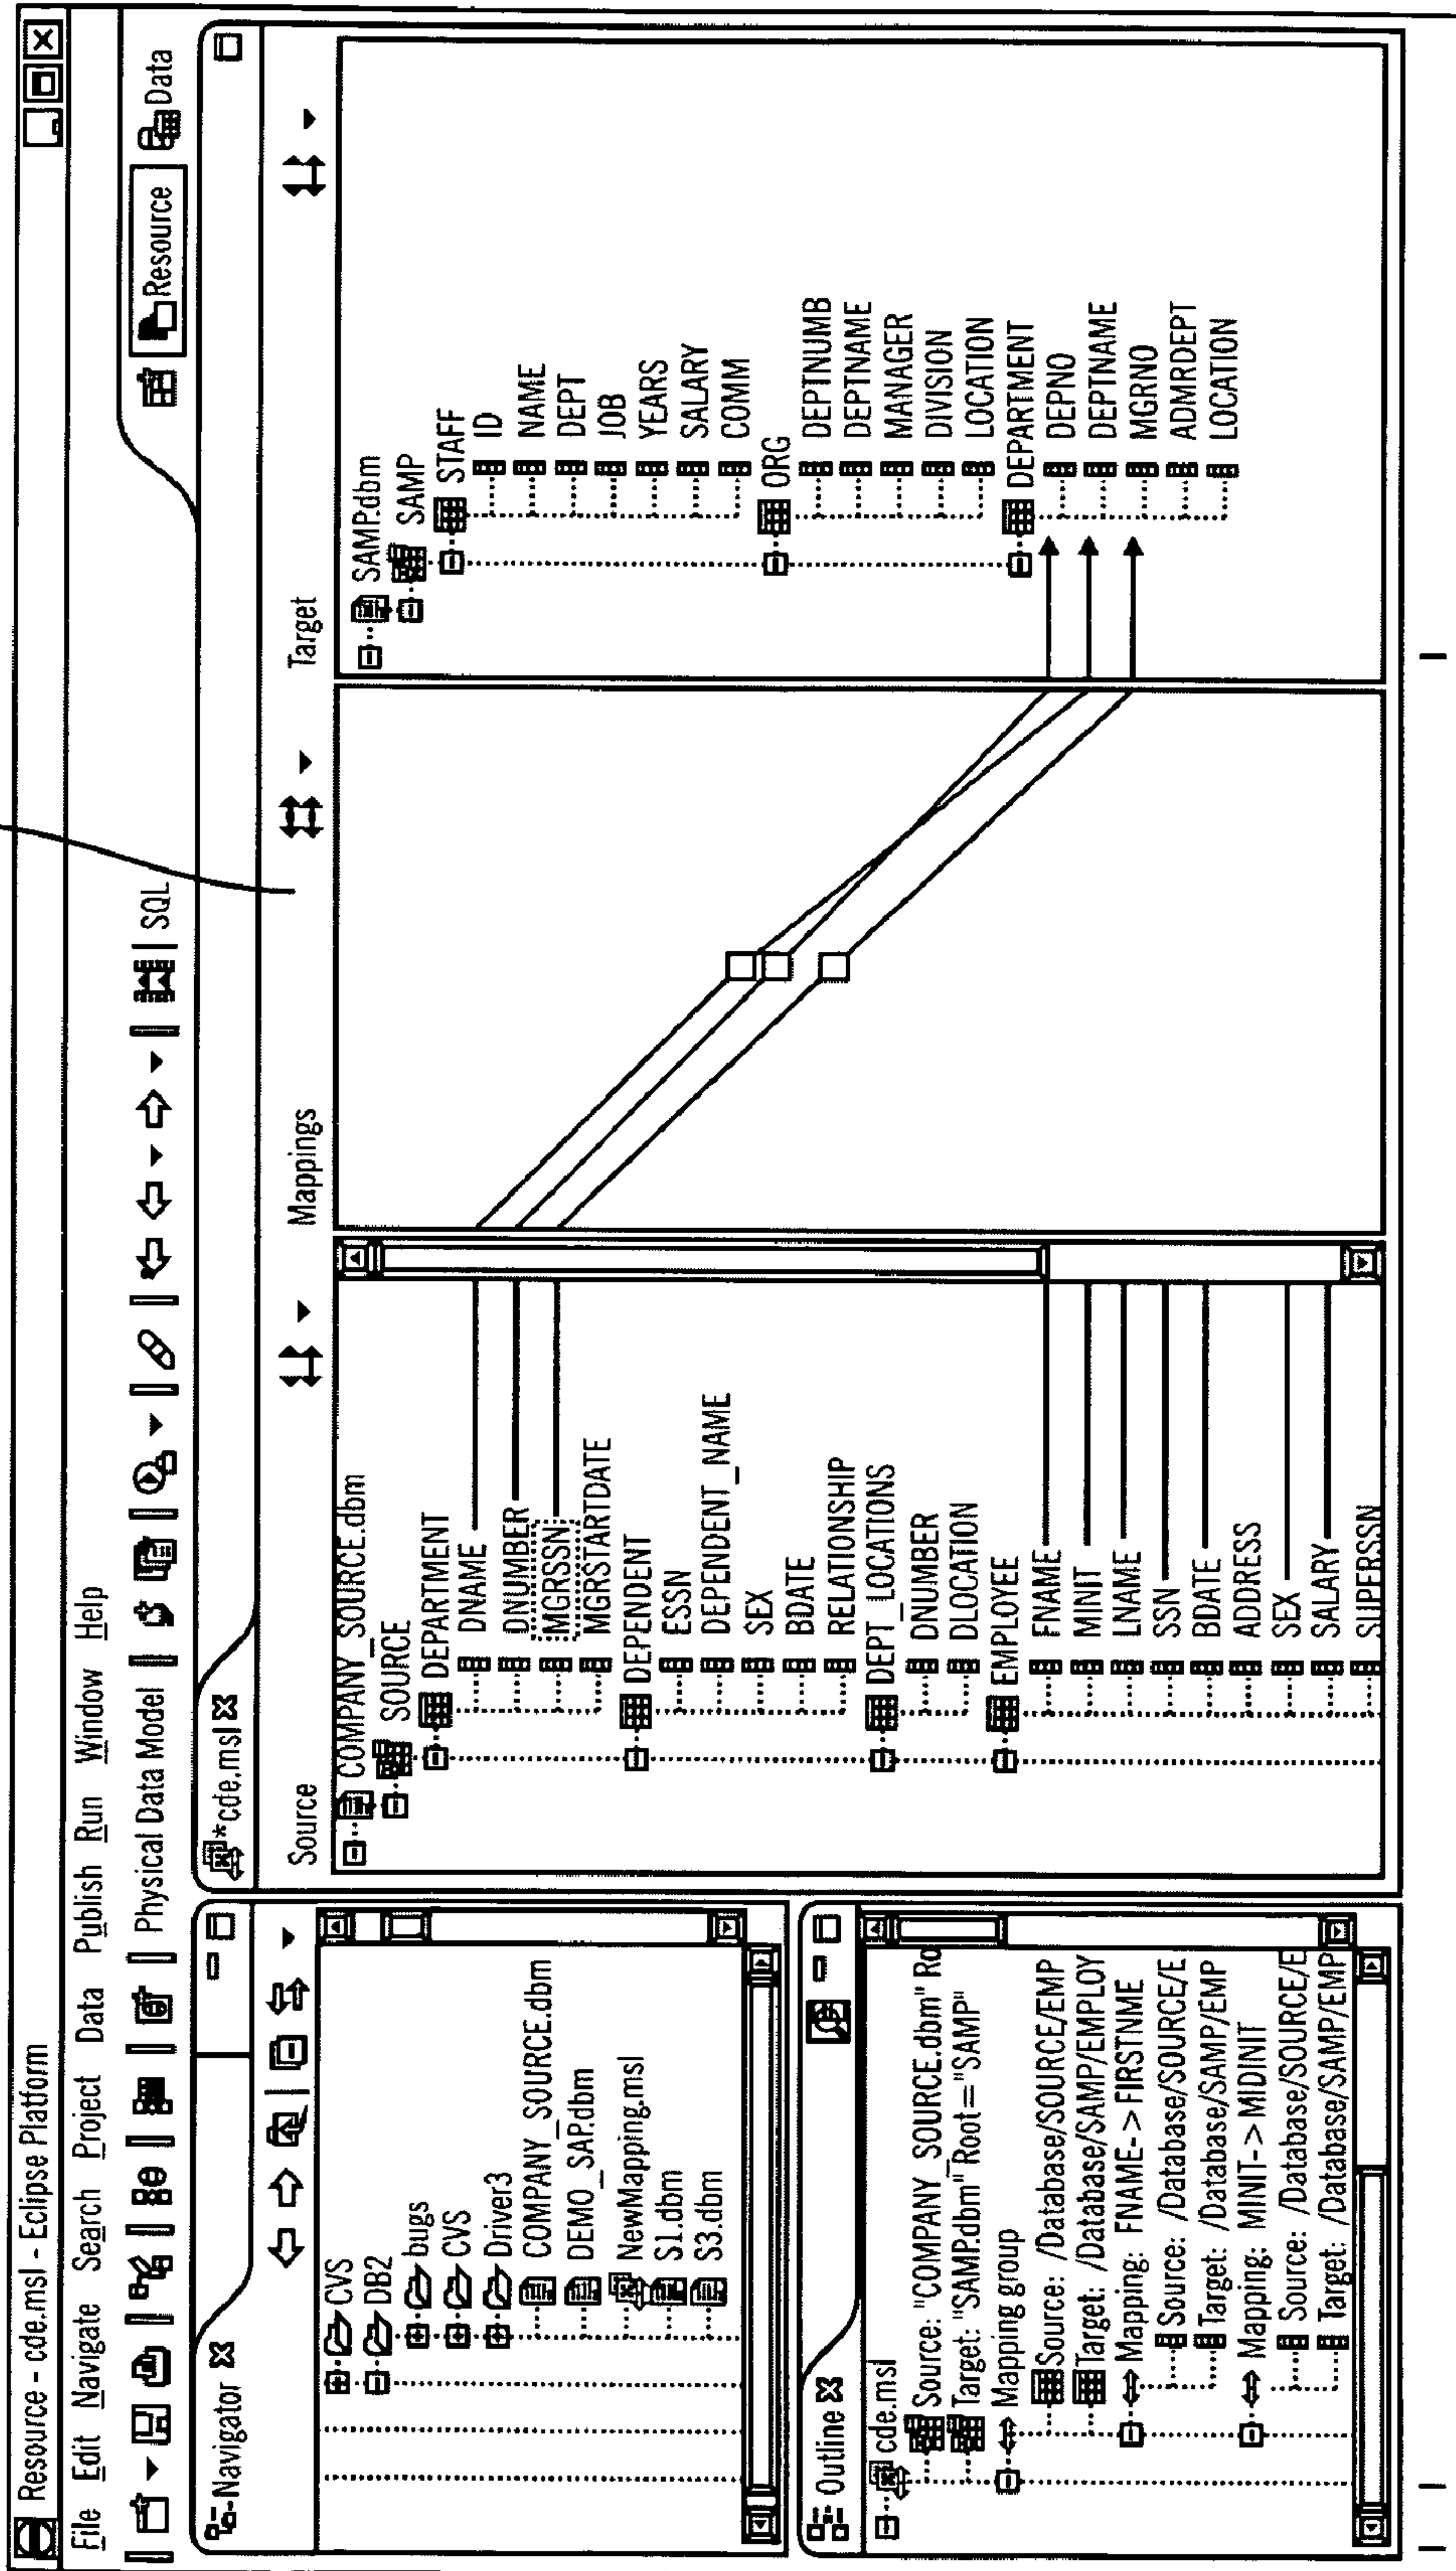 Resource - cde.msl - Eclipse Platform
File Edit Navigate Search Project Data Publish Run Window Help
Physical Data Model
SQL
Resource
Data
Navigator
CVS
DB2
bugs
CVS
Driver3
COMPANY_SOURCE.dbm
DEMO_SAP.dbm
NewMapping.msl
S1.dbm
S3.dbm
Outline
cde.msl
Source: "COMPANY_SOURCE.dbm" Ro
Target: "SAMP.dbm" Root="SAMP"
Mapping group
Source: /Database/SOURCE/EMP
Target: /Database/SAMP/EMPLOY
Mapping: FNAME->FIRSTNME
Source: /Database/SOURCE/E
Target: /Database/SAMP/EMP
Mapping: MINIT->MIDINIT
Source: /Database/SOURCE/E
Target: /Database/SAMP/EMP
*cde.msl
Source
COMPANY_SOURCE.dbm
SOURCE
DEPARTMENT
DNAME
DNUMBER
MGRSSN
MGRSTARTDATE
DEPENDENT
ESSN
DEPENDENT_NAME
SEX
BDATE
RELATIONSHIP
DEPT_LOCATIONS
DNUMBER
DLOCATION
EMPLOYEE
FNAME
MINIT
LNAME
SSN
BDATE
ADDRESS
SEX
SALARY
SUPERSSN
Mappings
Target
SAMP.dbm
SAMP
STAFF
ID
NAME
DEPT
JOB
YEARS
SALARY
COMM
ORG
DEPTNUMB
DEPTNAME
MANAGER
DIVISION
LOCATION
DEPARTMENT
DEPNO
DEPTNAME
MGRNO
ADMRDEPT
LOCATION